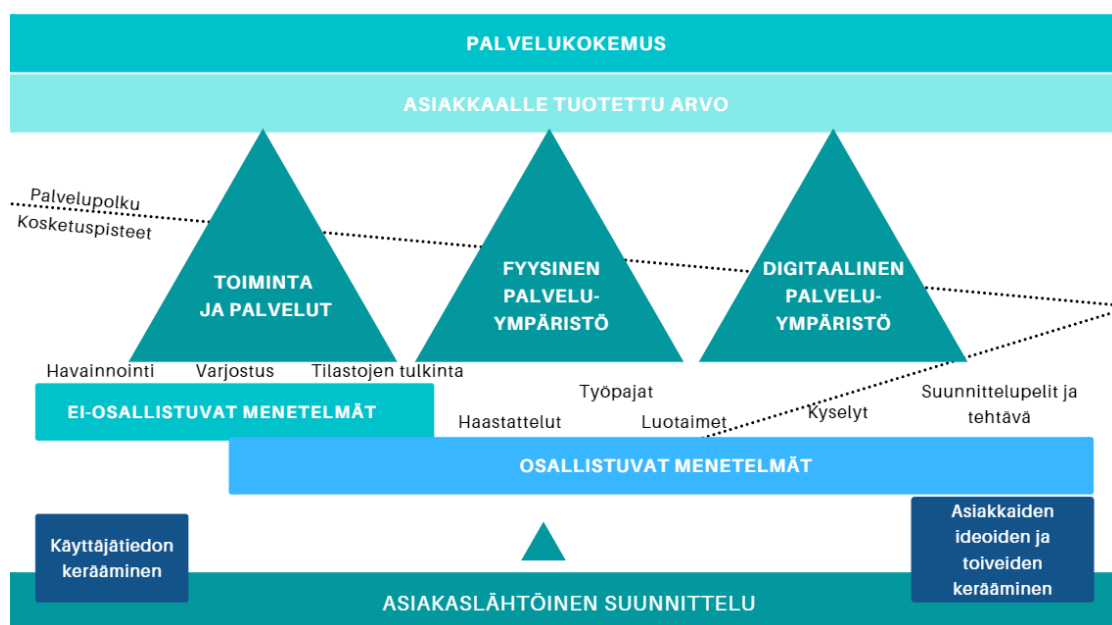 PALVELUKOKEMUS
ASIAKKAALLE TUOTETTU ARVO
Palvelupolku
Kosketuspisteet
TOIMINTA
JA PALVELUT
FYYSINEN
PALVELU-
YMPÄRISTÖ
DIGITAALINEN
PALVELU-
YMPÄRISTÖ
Havainnointi
Varjostus
Tilastojen tulkinta
EI-OSALLISTUVAT MENETELMÄT
Työpajat
Haastattelut
Luotaimet
Kyselyt
Suunnittelupelit ja
tehtävä
OSALLISTUVAT MENETELMÄT
Käyttäjätiedon
kerääminen
Asiakkaiden
ideoiden ja
toiveiden
kerääminen
ASIAKASLÄHTÖINEN SUUNNITTELU